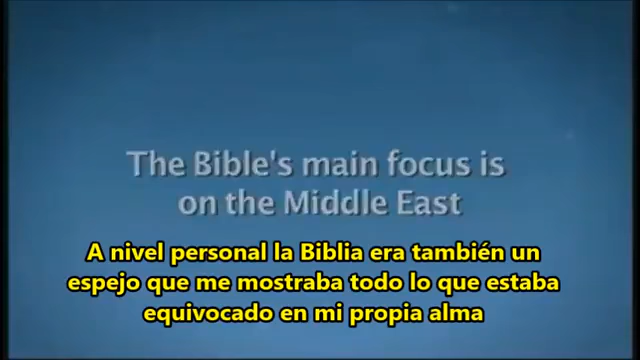 The Bible's main focus is
on the Middle East
A nivel personal la Biblia era también un
espejo que me mostraba todo lo que estaba
equivocado en mi propia alma